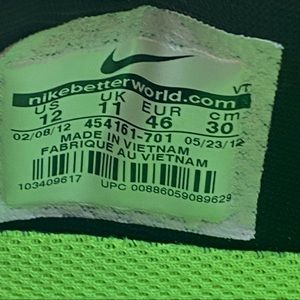 nikebetterworld.com VT
US UK EUR cm
12 11 46 30
02/08/12 454161-701 05/23/12
MADE IN VIETNAM
FABRIQUE AU VIETNAM
103409617
UPC 00886059089629